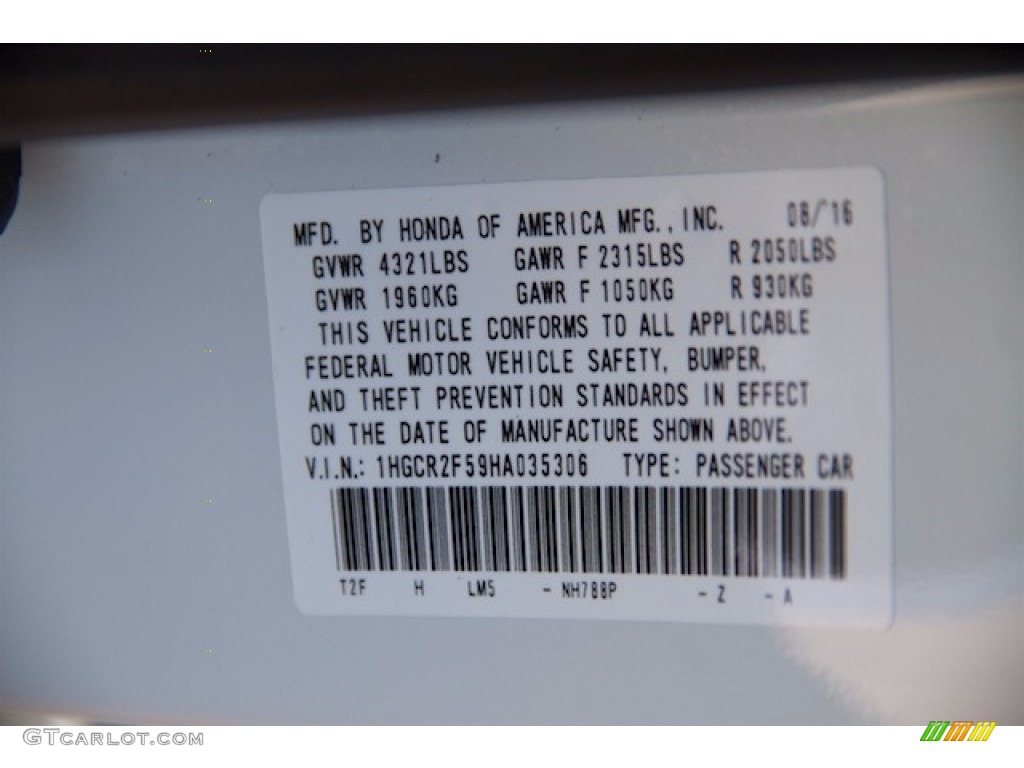 MFD. BY HONDA OF AMERICA MFG., INC. 08/16
GVWR 4321LBS GAWR F 2315LBS R 2050LBS
GVWR 1960KG GAWR F 1050KG R 930KG
THIS VEHICLE CONFORMS TO ALL APPLICABLE
FEDERAL MOTOR VEHICLE SAFETY, BUMPER,
AND THEFT PREVENTION STANDARDS IN EFFECT
ON THE DATE OF MANUFACTURE SHOWN ABOVE.
V.I.N.: 1HGCR2F59HA035306 TYPE: PASSENGER CAR
T2F H LM5 - NH788P - Z - A
GTCARLOT.COM